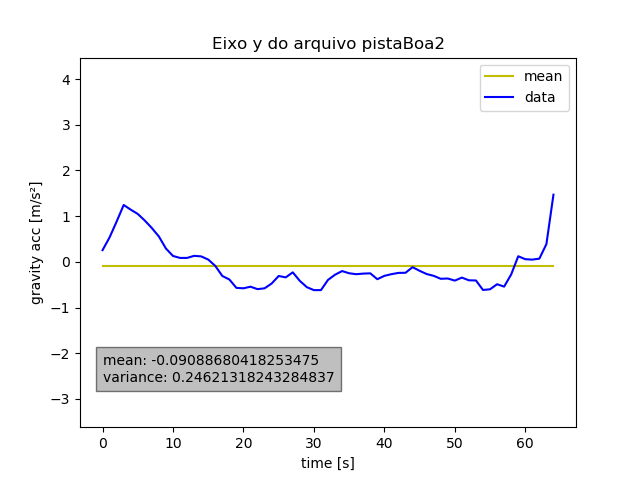 Eixo y do arquivo pistaBoa2
mean
data
4
3
2
1
0
−1
−2
−3
gravity acc [m/s²]
mean: -0.09088680418253475
variance: 0.24621318243284837
0 10 20 30 40 50 60
time [s]